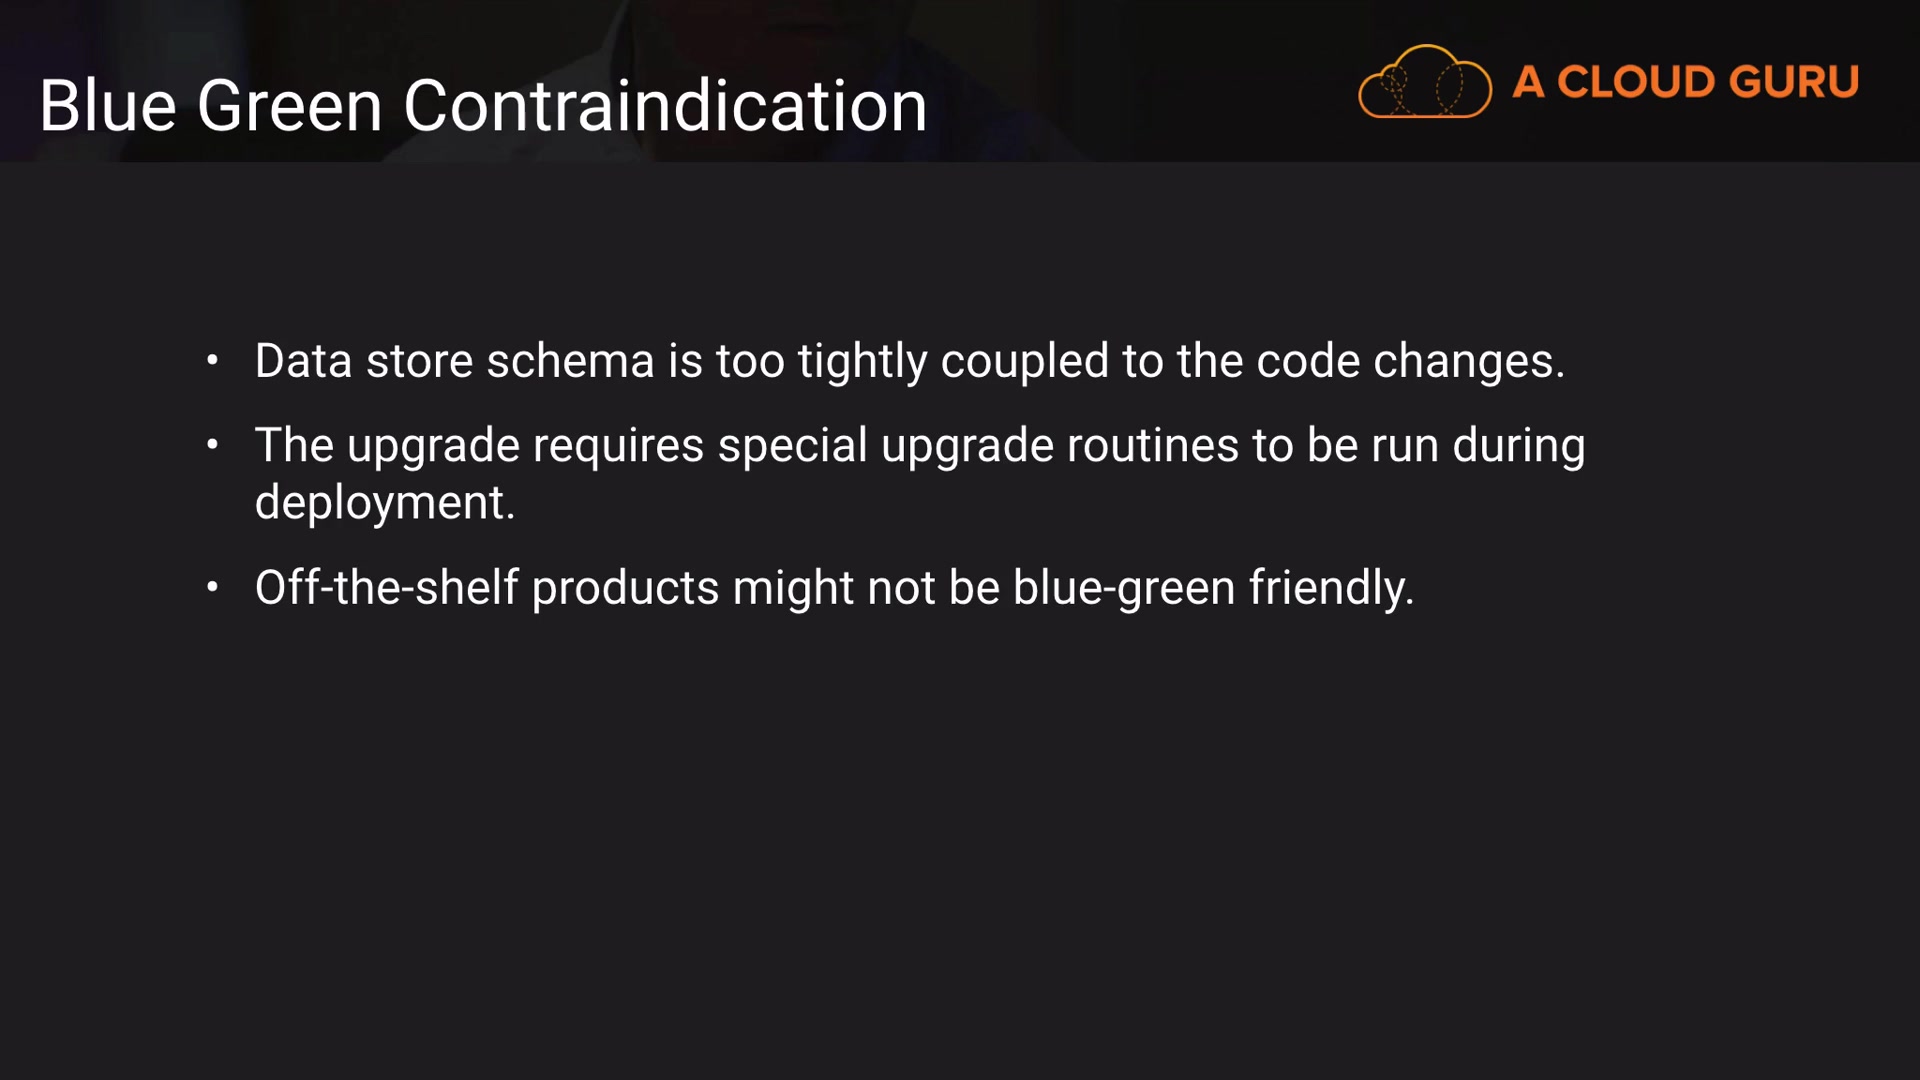 Blue Green Contraindication
A CLOUD GURU
• Data store schema is too tightly coupled to the code changes.
• The upgrade requires special upgrade routines to be run during
deployment.
• Off-the-shelf products might not be blue-green friendly.